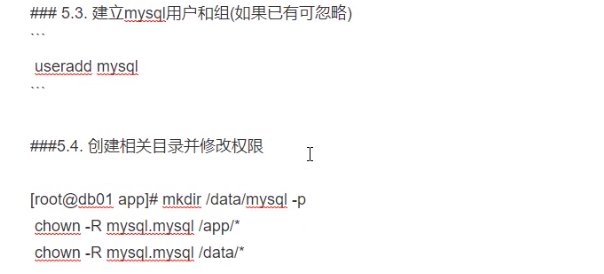 ### 5.3. 建立mysql用户和组(如果已有可忽略)
```
useradd mysql
```
###5.4. 创建相关目录并修改权限
[root@db01 app]# mkdir /data/mysql -p
chown -R mysql.mysql /app/*
chown -R mysql.mysql /data/*